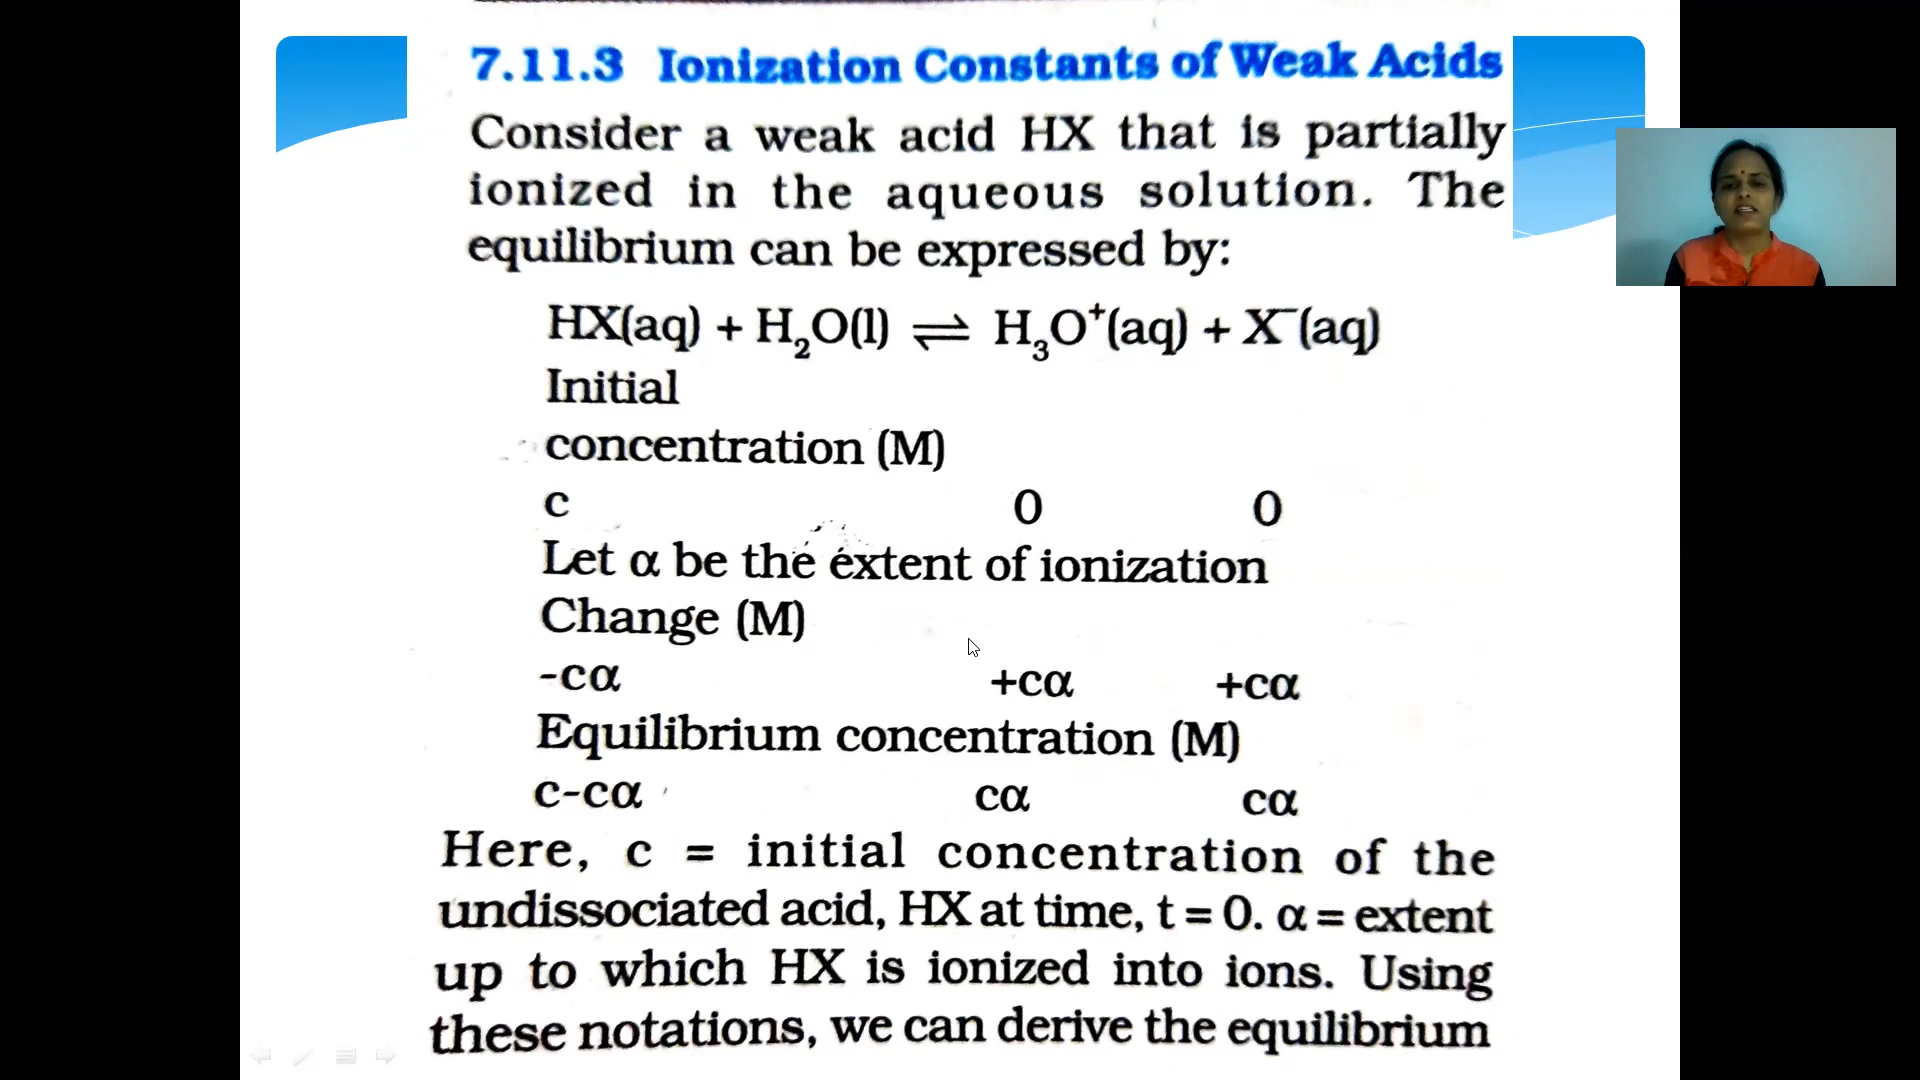 7.11.3 Ionization Constants of Weak Acids
Consider a weak acid HX that is partially
ionized in the aqueous solution. The
equilibrium can be expressed by:
HX(aq) + H₂O(l) ⇌ H₃O⁺(aq) + X⁻(aq)
Initial
concentration (M)
c 0 0
Let α be the extent of ionization
Change (M)
-cα +cα +cα
Equilibrium concentration (M)
c-cα cα cα
Here, c = initial concentration of the
undissociated acid, HX at time, t = 0. α = extent
up to which HX is ionized into ions. Using
these notations, we can derive the equilibrium